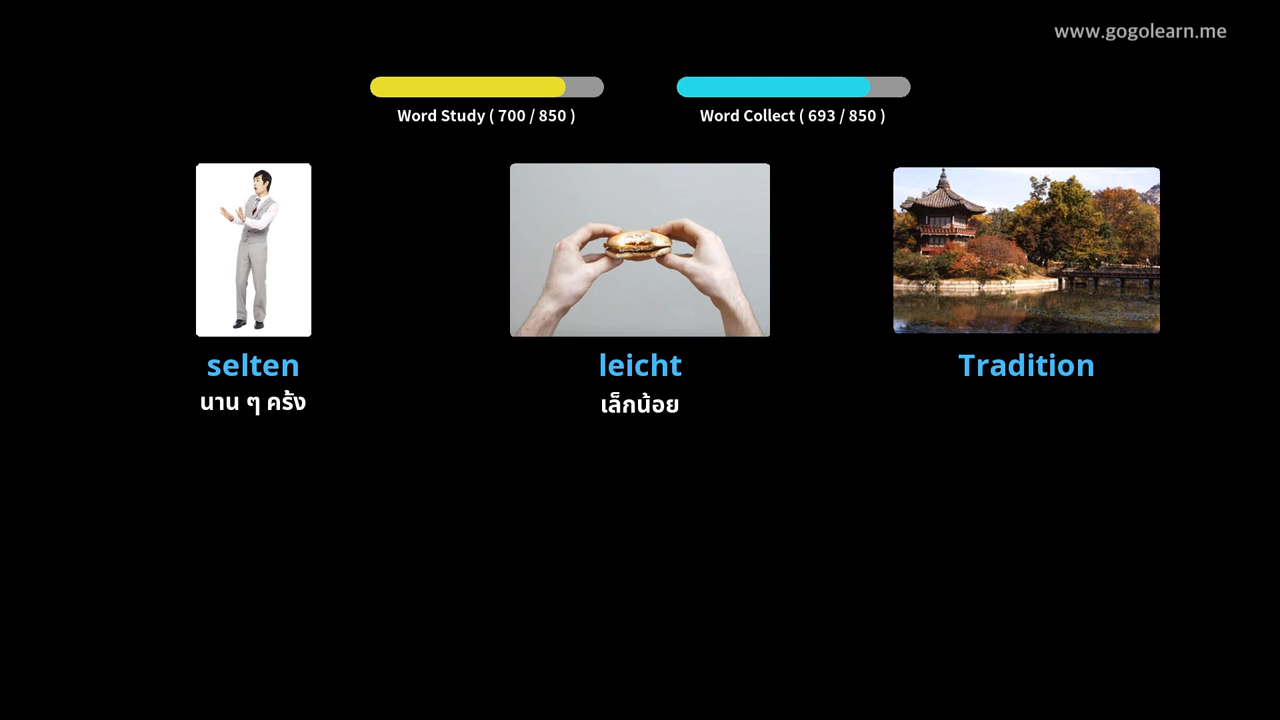 www.gogolearn.me
Word Study ( 700 / 850 )
Word Collect ( 693 / 850 )
selten
นาน ๆ ครั้ง
leicht
เล็กน้อย
Tradition